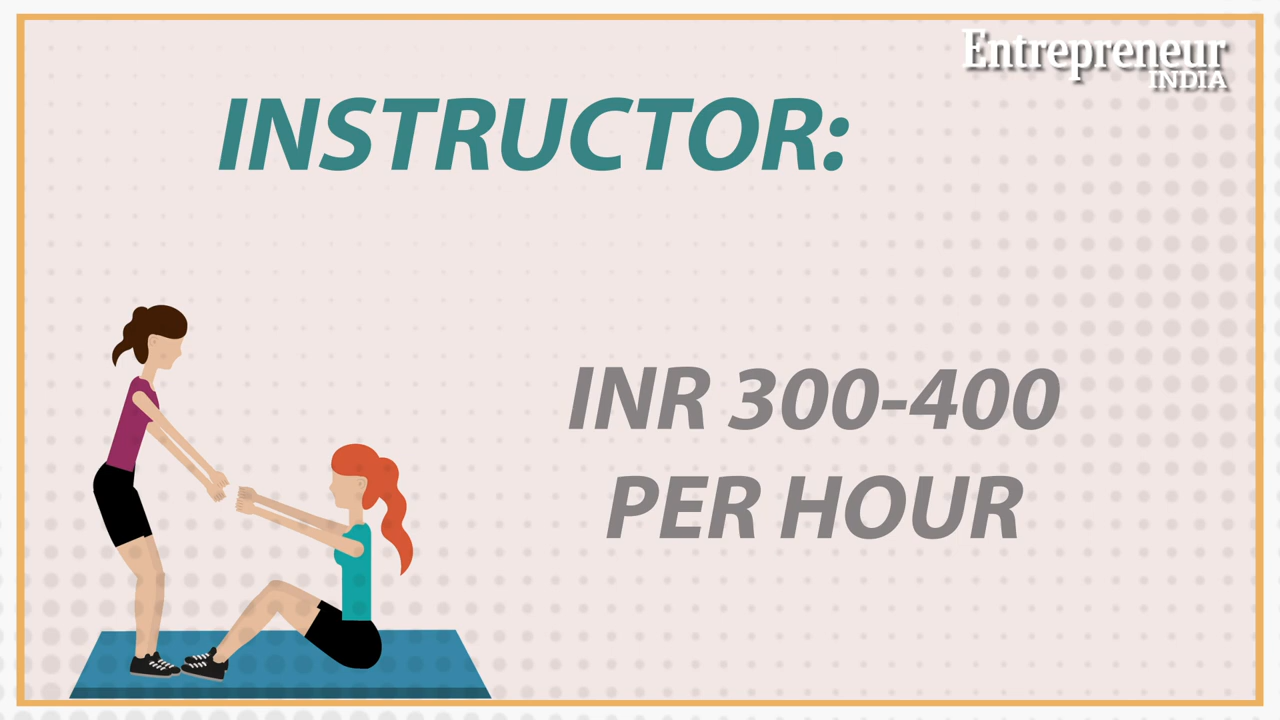 Entrepreneur
INDIA
INSTRUCTOR:
INR 300-400
PER HOUR